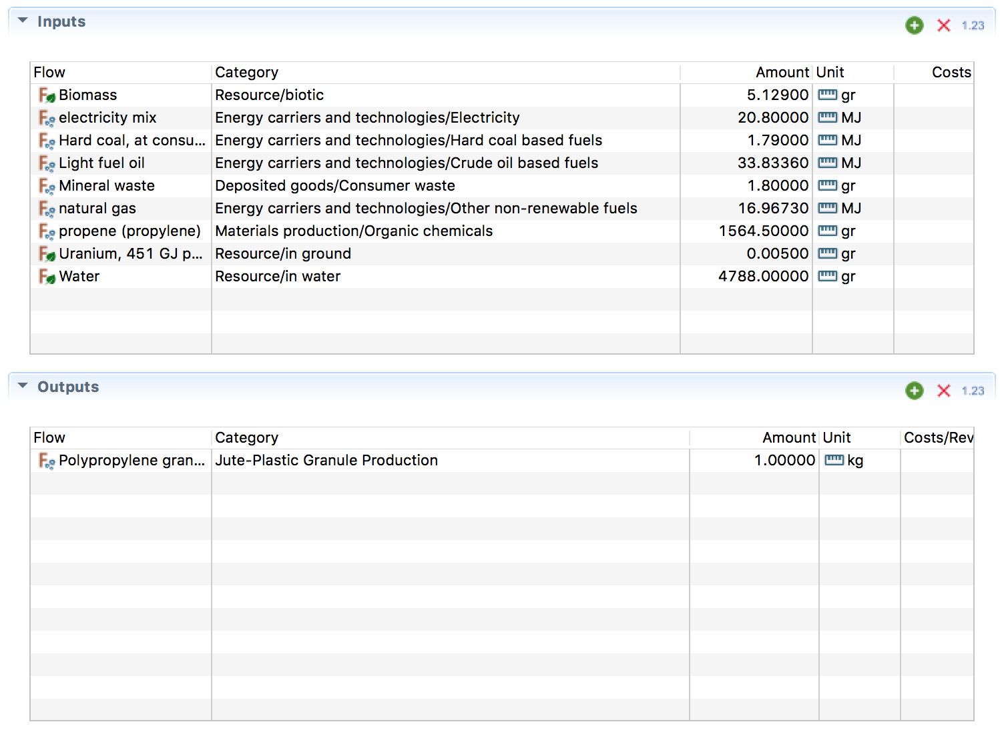 Inputs
1.23
Flow Category Amount Unit Costs
Biomass Resource/biotic 5.12900 gr
electricity mix Energy carriers and technologies/Electricity 20.80000 MJ
Hard coal, at consu... Energy carriers and technologies/Hard coal based fuels 1.79000 MJ
Light fuel oil Energy carriers and technologies/Crude oil based fuels 33.83360 MJ
Mineral waste Deposited goods/Consumer waste 1.80000 gr
natural gas Energy carriers and technologies/Other non-renewable fuels 16.96730 MJ
propene (propylene) Materials production/Organic chemicals 1564.50000 gr
Uranium, 451 GJ p... Resource/in ground 0.00500 gr
Water Resource/in water 4788.00000 gr
Outputs
1.23
Flow Category Amount Unit Costs/Rev
Polypropylene gran... Jute-Plastic Granule Production 1.00000 kg